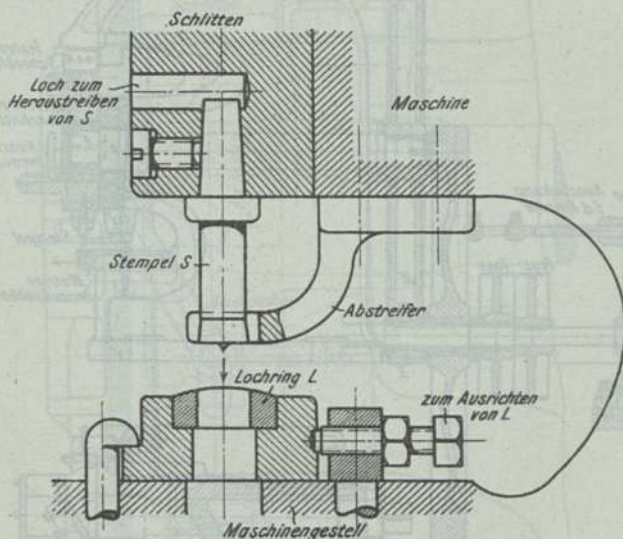 Schlitten
Loch zum
Heraustreiben
von S
Maschine
Stempel S
Abstreifer
Lochring L
zum Ausrichten
von L
Maschinengestell